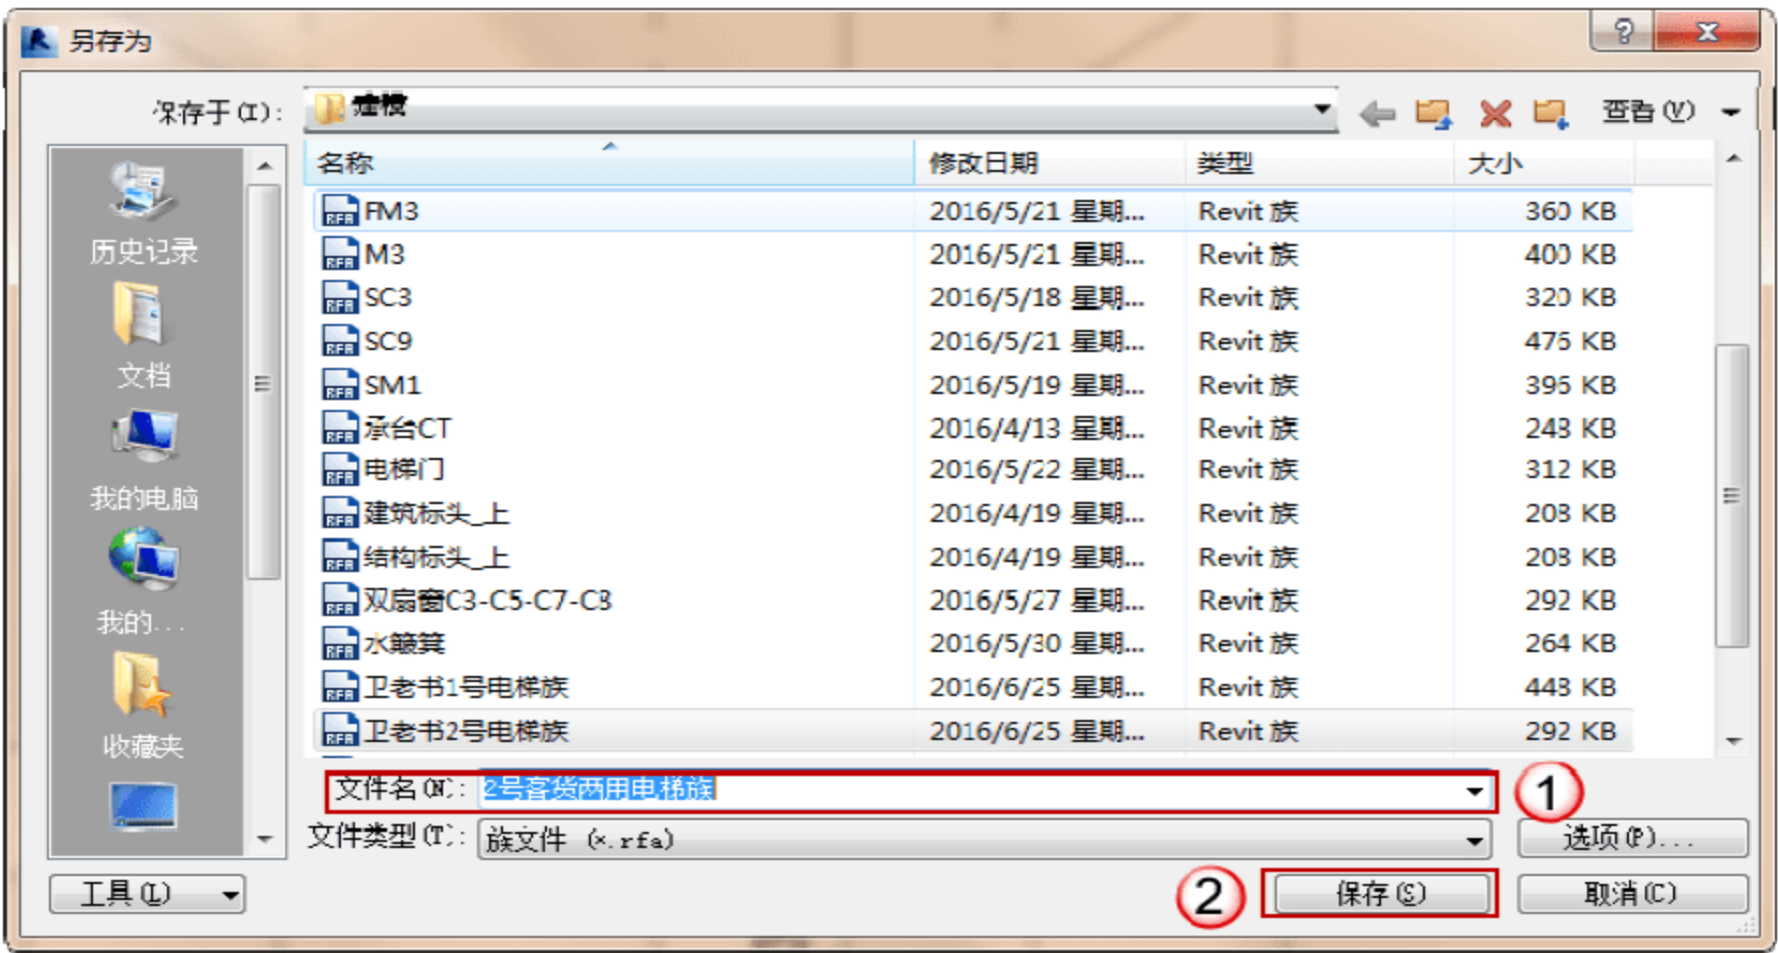 另存为
保存于(I):
建模
查看(V)
名称 修改日期 类型 大小
FM3 2016/5/21 星期... Revit 族 360 KB
M3 2016/5/21 星期... Revit 族 400 KB
SC3 2016/5/18 星期... Revit 族 320 KB
SC9 2016/5/21 星期... Revit 族 476 KB
SM1 2016/5/19 星期... Revit 族 396 KB
承台CT 2016/4/13 星期... Revit 族 248 KB
电梯门 2016/5/22 星期... Revit 族 312 KB
建筑标头_上 2016/4/19 星期... Revit 族 208 KB
结构标头_上 2016/4/19 星期... Revit 族 208 KB
双扇窗C3-C5-C7-C8 2016/5/27 星期... Revit 族 292 KB
水簸箕 2016/5/30 星期... Revit 族 264 KB
卫老书1号电梯族 2016/6/25 星期... Revit 族 448 KB
卫老书2号电梯族 2016/6/25 星期... Revit 族 292 KB
历史记录
文档
我的电脑
我的...
收藏夹
文件名(N): 2号客货两用电梯族
①
文件类型(T): 族文件 (*.rfa)
选项(P)...
工具(L)
②
保存(S)
取消(C)